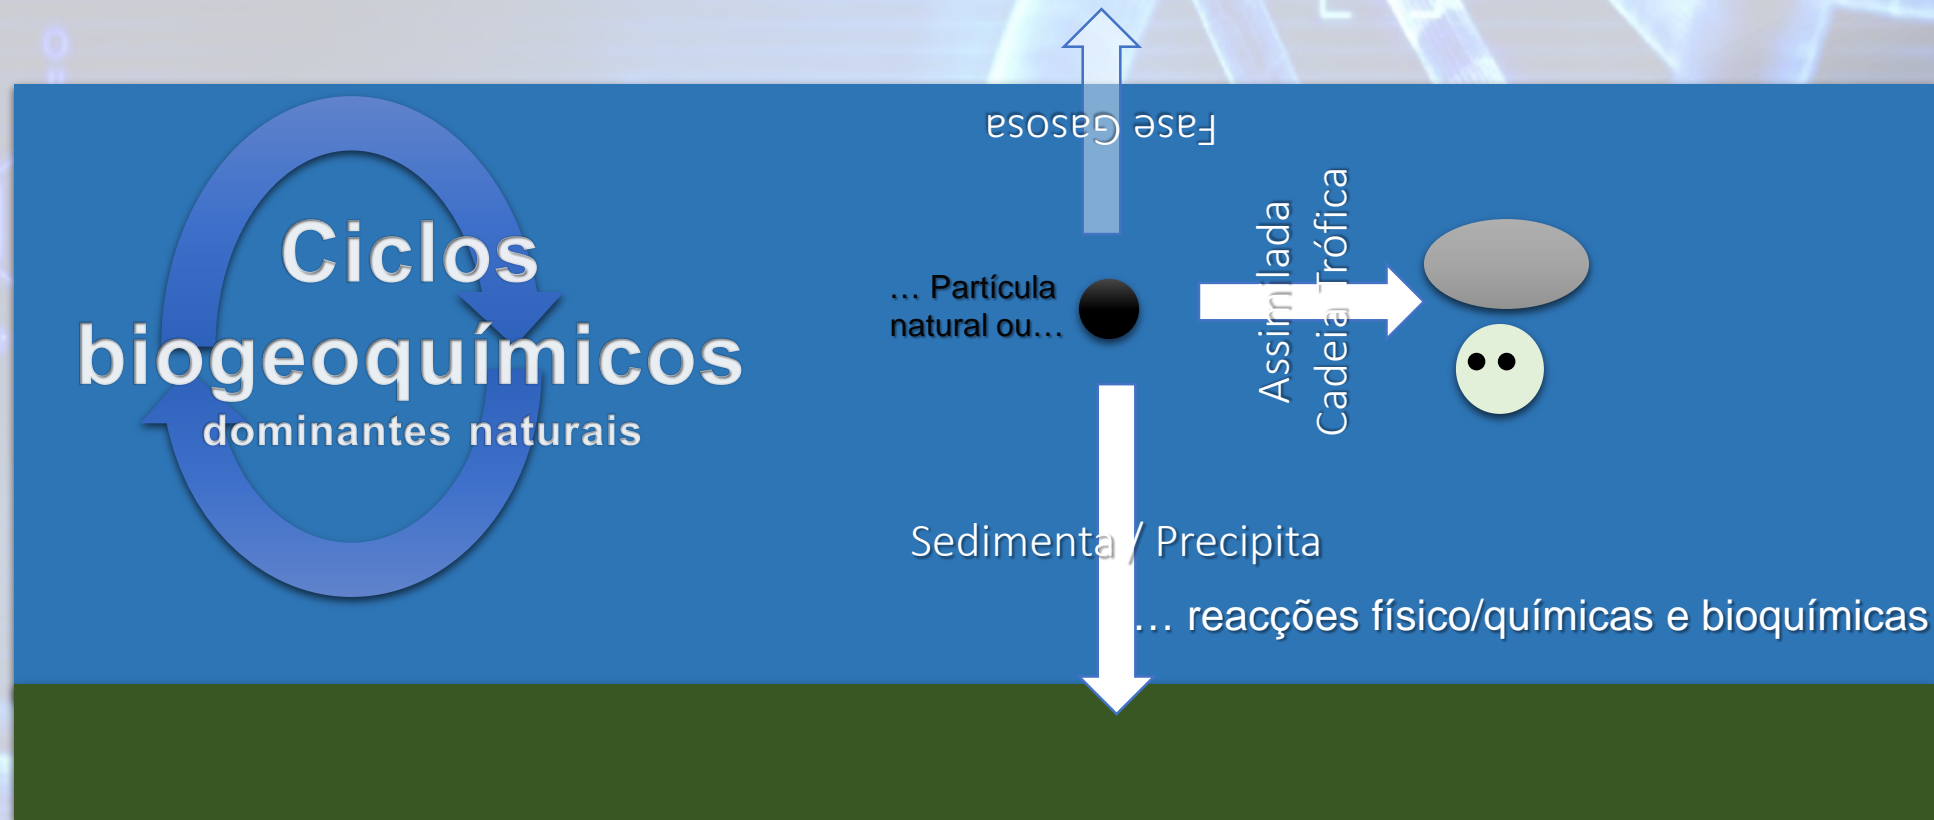 Ciclos
biogeoquímicos
dominantes naturais
Fase Gasosa
… Partícula
natural ou…
Assimilada
Cadeia Trófica
Sedimenta / Precipita
… reacções físico/químicas e bioquímicas